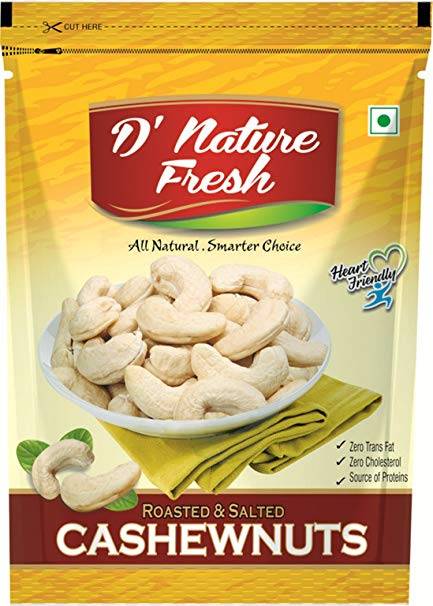 CUT HERE
D' Nature
Fresh
All Natural . Smarter Choice
Heart
Friendly
Zero Trans Fat
Zero Cholesterol
Source of Proteins
ROASTED & SALTED
CASHEWNUTS